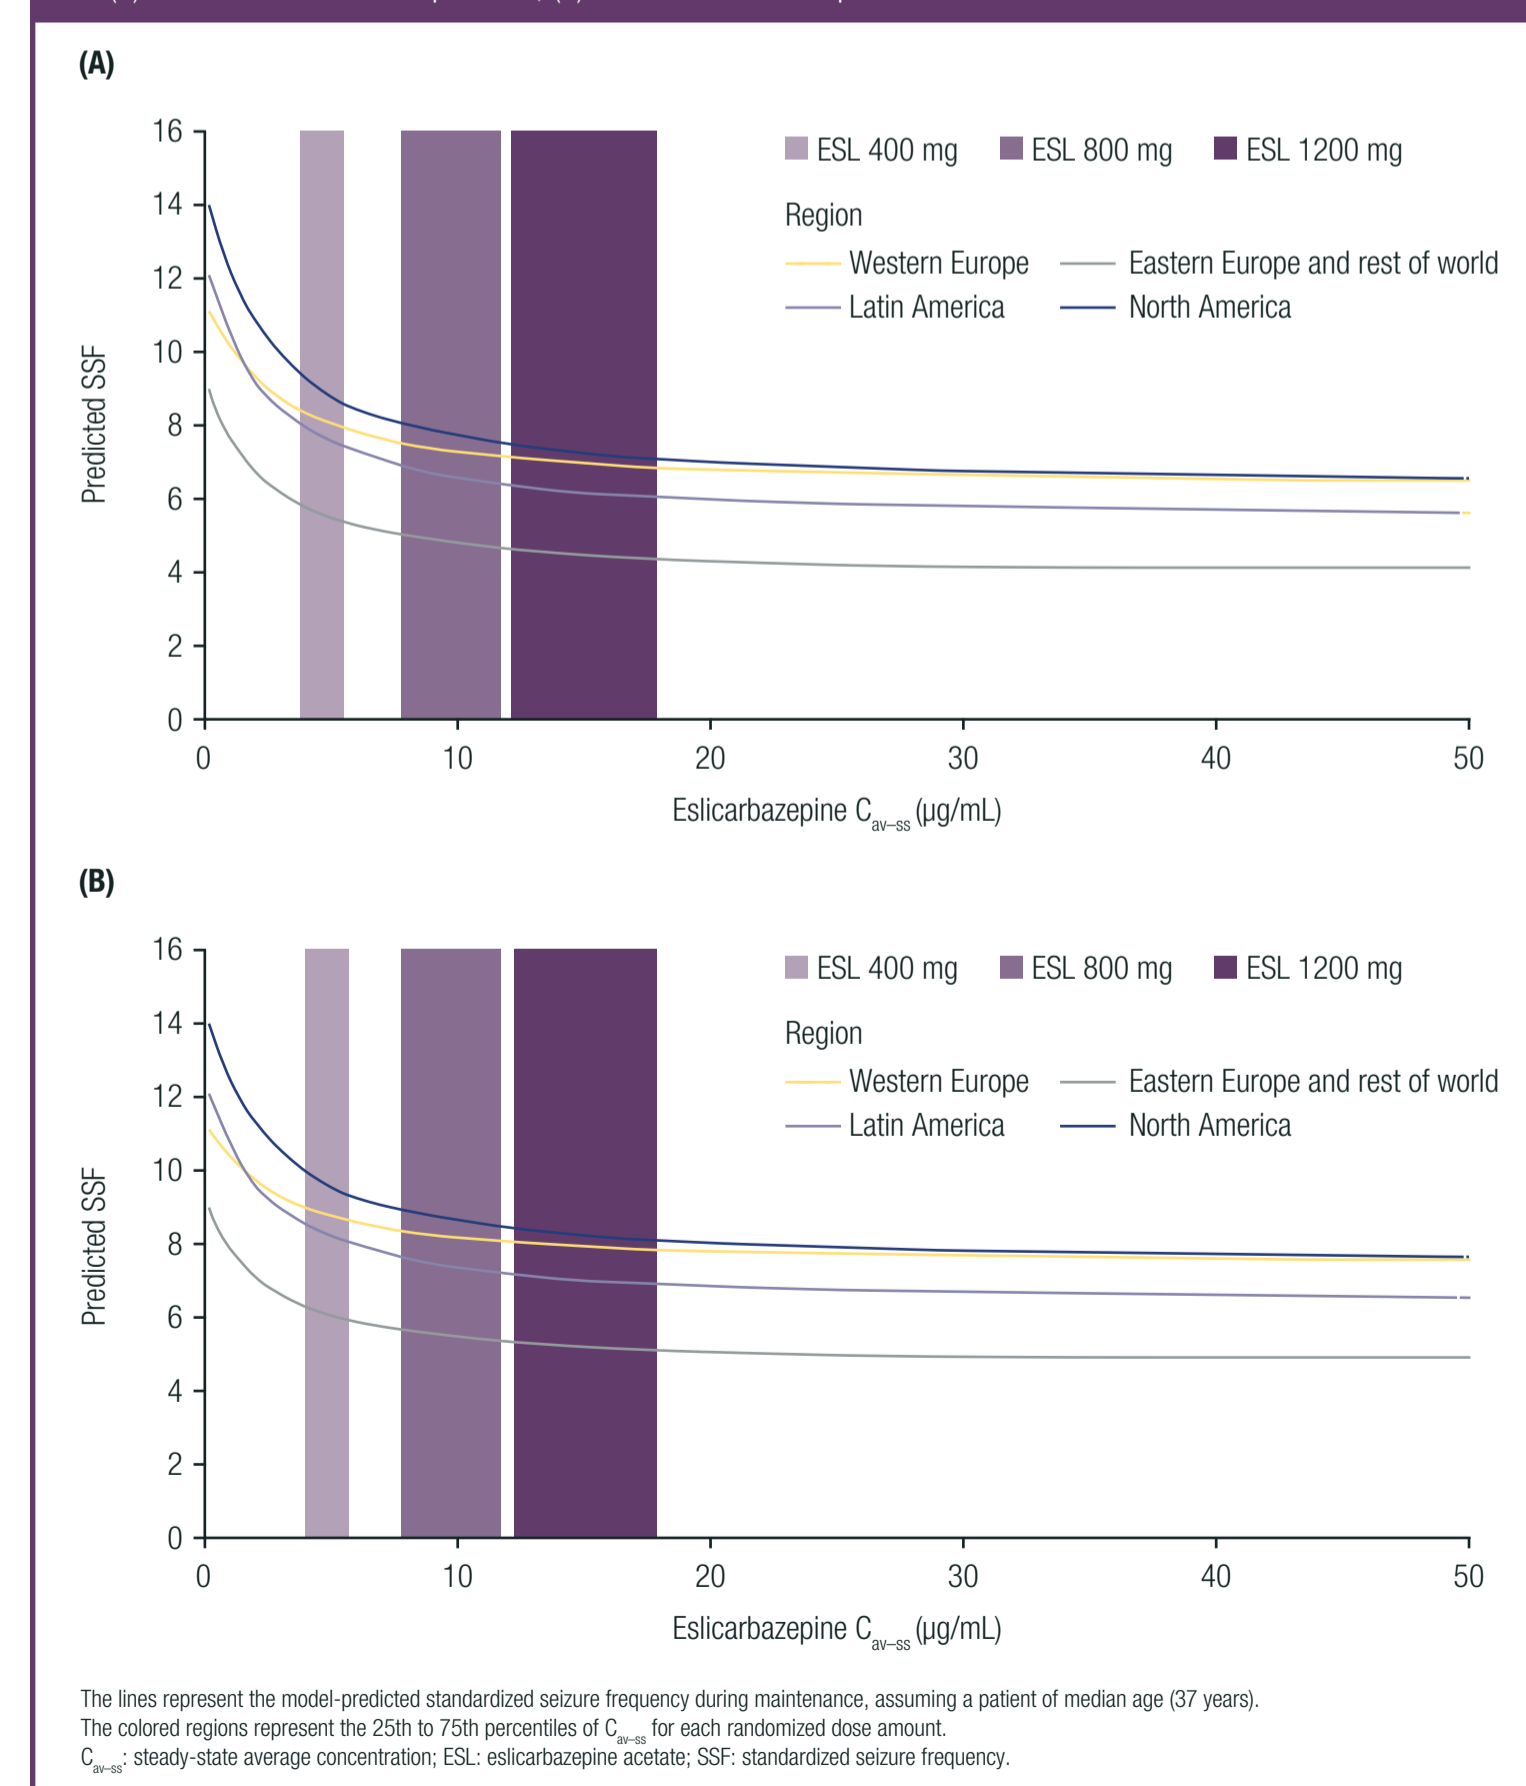 (A)
16
14
12
10
8
6
4
2
0
Predicted SSF
ESL 400 mg ESL 800 mg ESL 1200 mg
Region
Western Europe Eastern Europe and rest of world
Latin America North America
0 10 20 30 40 50
Eslicarbazepine Cav–ss (µg/mL)
(B)
16
14
12
10
8
6
4
2
0
Predicted SSF
ESL 400 mg ESL 800 mg ESL 1200 mg
Region
Western Europe Eastern Europe and rest of world
Latin America North America
0 10 20 30 40 50
Eslicarbazepine Cav–ss (µg/mL)
The lines represent the model-predicted standardized seizure frequency during maintenance, assuming a patient of median age (37 years).
The colored regions represent the 25th to 75th percentiles of Cav–ss for each randomized dose amount.
Cav–ss: steady-state average concentration; ESL: eslicarbazepine acetate; SSF: standardized seizure frequency.